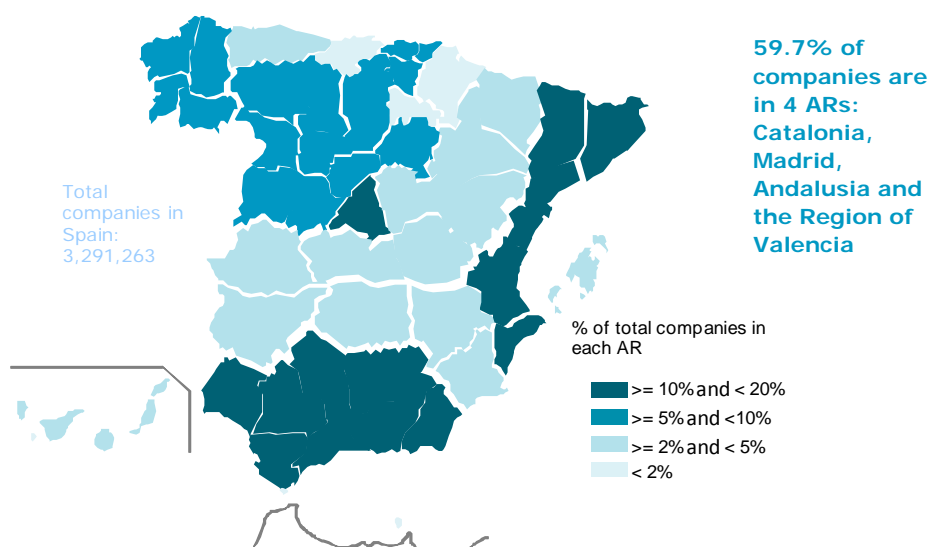 59.7% of
companies are
in 4 ARs:
Catalonia,
Madrid,
Andalusia and
the Region of
Valencia
Total
companies in
Spain:
3,291,263
% of total companies in
each AR
>= 10% and < 20%
>= 5% and <10%
>= 2% and < 5%
< 2%